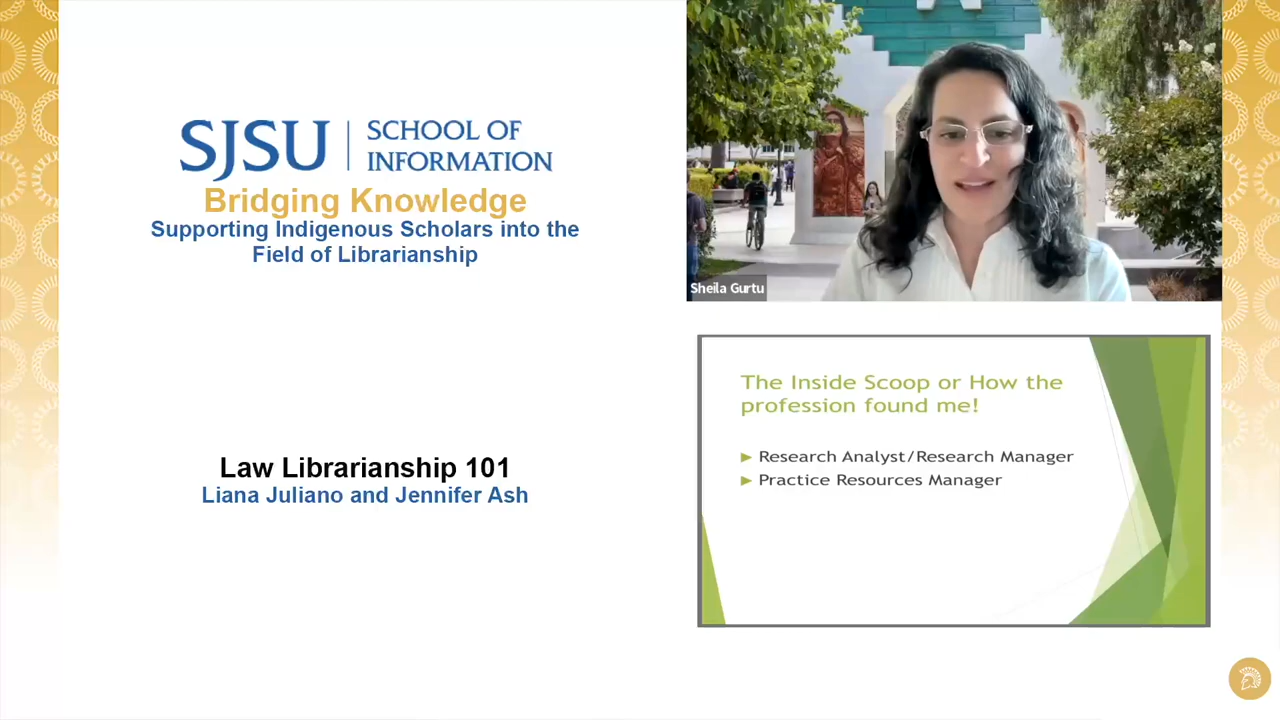 SJSU
SCHOOL OF
INFORMATION
Bridging Knowledge
Supporting Indigenous Scholars into the
Field of Librarianship
Law Librarianship 101
Liana Juliano and Jennifer Ash
Sheila Gurtu
The Inside Scoop or How the
profession found me!
Research Analyst/Research Manager
Practice Resources Manager